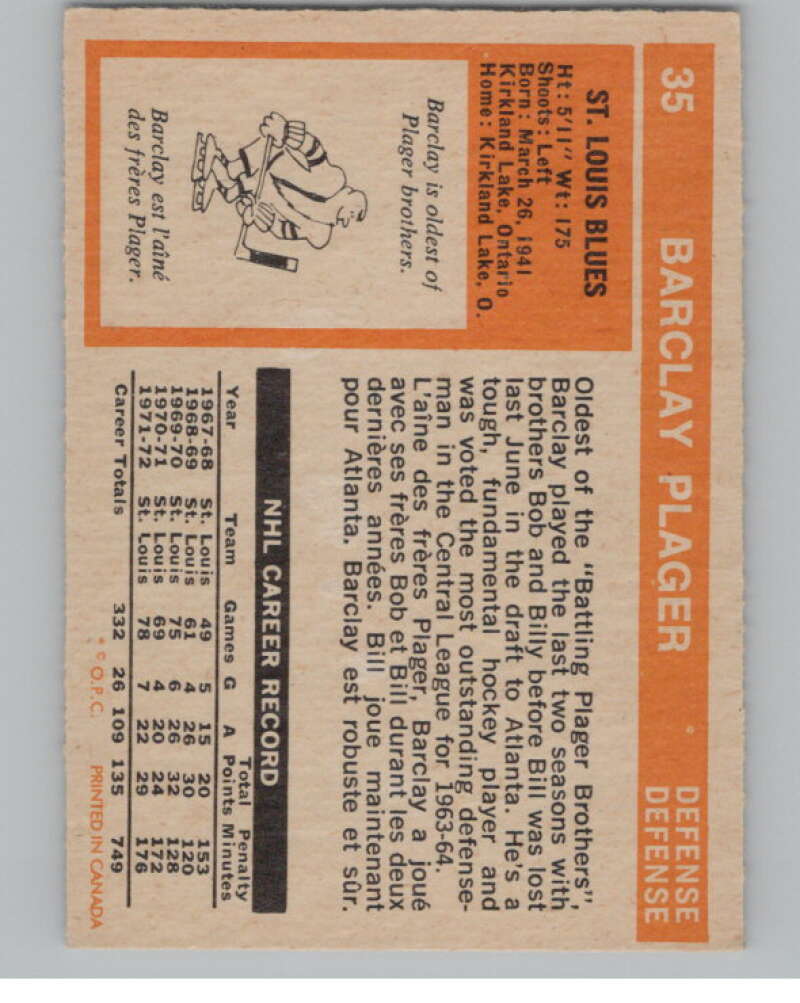 35 BARCLAY PLAGER DEFENSE
DEFENSE
ST. LOUIS BLUES
Ht: 5'11" Wt: 175
Shoots: Left
Born: March 26, 1941
Kirkland Lake, Ontario
Home: Kirkland Lake, O.
Barclay is oldest of
Plager brothers.
Barclay est l'aîné
des frères Plager.
Oldest of the "Battling Plager Brothers",
Barclay played the last two seasons with
brothers Bob and Billy before Bill was lost
last June in the draft to Atlanta. He's a
tough, fundamental hockey player and
was voted the most outstanding defense-
man in the Central League for 1963-64.
L'aîne des frères Plager, Barclay a joué
avec ses frères Bob et Bill durant les deux
dernières années. Bill joue maintenant
pour Atlanta. Barclay est robuste et sûr.
NHL CAREER RECORD
Total Penalty
Year Team Games G A Points Minutes
1967-68 St. Louis 49 5 15 20 153
1968-69 St. Louis 61 4 26 30 120
1969-70 St. Louis 75 6 26 32 128
1970-71 St. Louis 69 4 20 24 172
1971-72 St. Louis 78 7 22 29 176
Career Totals 332 26 109 135 749
* © O.P.C. PRINTED IN CANADA